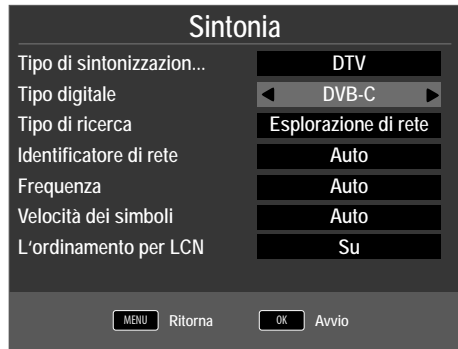 Sintonia
Tipo di sintonizzazion... DTV
Tipo digitale DVB-C
Tipo di ricerca Esplorazione di rete
Identificatore di rete Auto
Frequenza Auto
Velocità dei simboli Auto
L‘ordinamento per LCN Su
MENU Ritorna OK Avvio